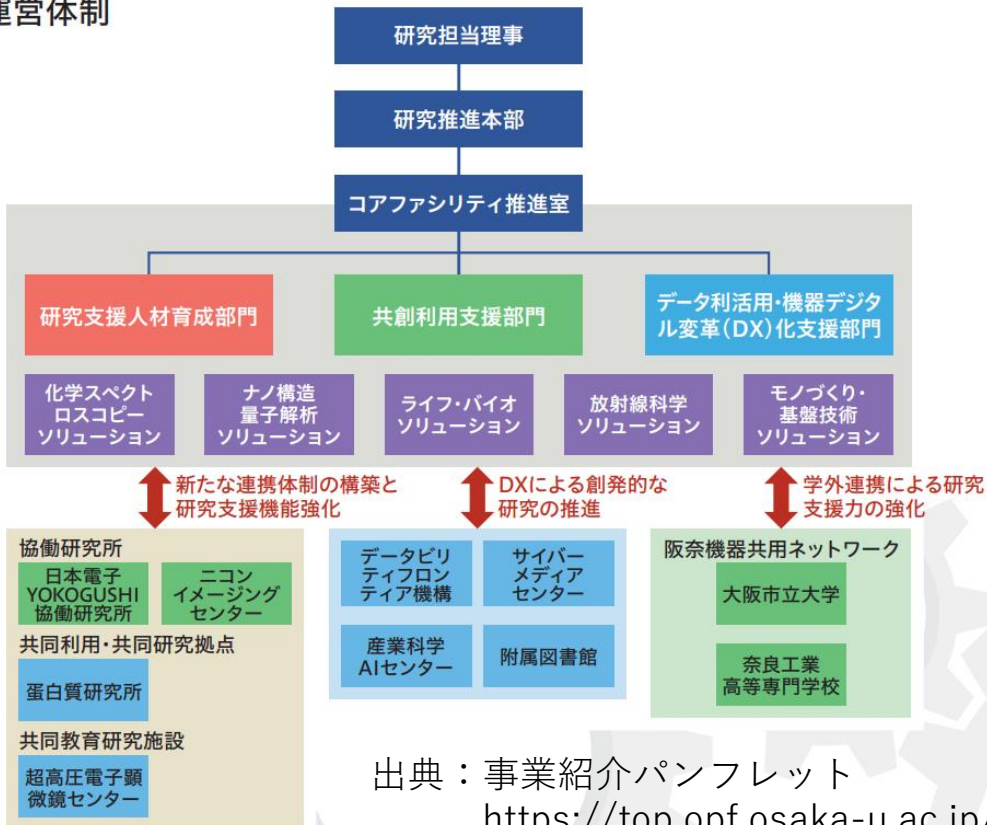 運営体制
研究担当理事
研究推進本部
コアファシリティ推進室
研究支援人材育成部門
共創利用支援部門
データ利活用・機器デジタ
ル変革(DX)化支援部門
化学スペクト
ロスコピー
ソリューション
ナノ構造
量子解析
ソリューション
ライフ・バイオ
ソリューション
放射線科学
ソリューション
モノづくり・
基盤技術
ソリューション
新たな連携体制の構築と
研究支援機能強化
DXによる創発的な
研究の推進
学外連携による研究
支援力の強化
協働研究所
日本電子
YOKOGUSHI
協働研究所
ニコン
イメージング
センター
共同利用・共同研究拠点
蛋白質研究所
共同教育研究施設
超高圧電子顕
微鏡センター
データビリ
ティフロン
ティア機構
サイバー
メディア
センター
産業科学
AIセンター
附属図書館
阪奈機器共用ネットワーク
大阪市立大学
奈良工業
高等専門学校
出典：事業紹介パンフレット
https://top.opf.osaka-u.ac.jp/